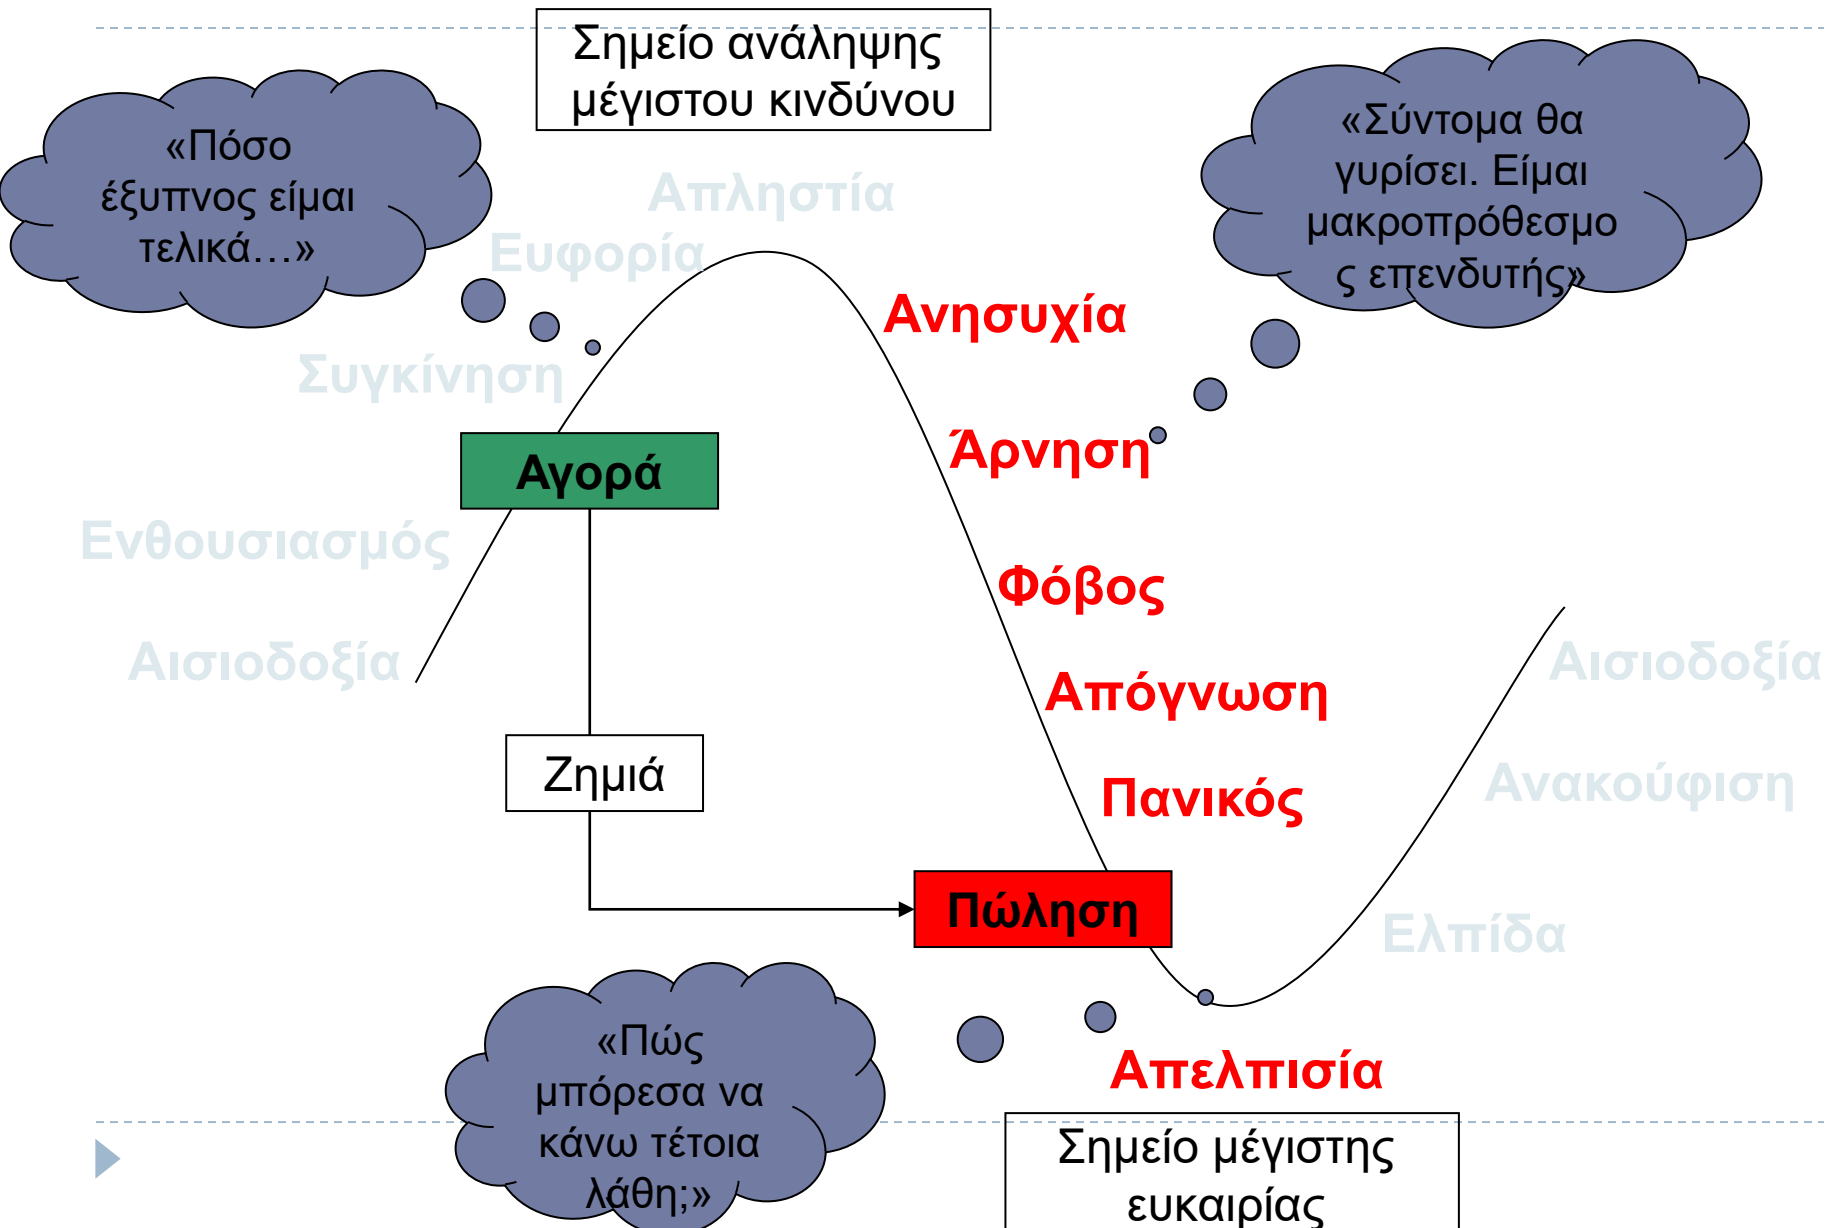 Σημείο ανάληψης
μέγιστου κινδύνου
«Πόσο
έξυπνος είμαι
τελικά…»
«Σύντομα θα
γυρίσει. Είμαι
μακροπρόθεσμο
ς επενδυτής»
Απληστία
Ευφορία
Ανησυχία
Συγκίνηση
Άρνηση
Αγορά
Ενθουσιασμός
Φόβος
Αισιοδοξία
Απόγνωση
Αισιοδοξία
Ζημιά
Πανικός
Ανακούφιση
Πώληση
Ελπίδα
«Πώς
μπόρεσα να
κάνω τέτοια
λάθη;»
Απελπισία
Σημείο μέγιστης
ευκαιρίας